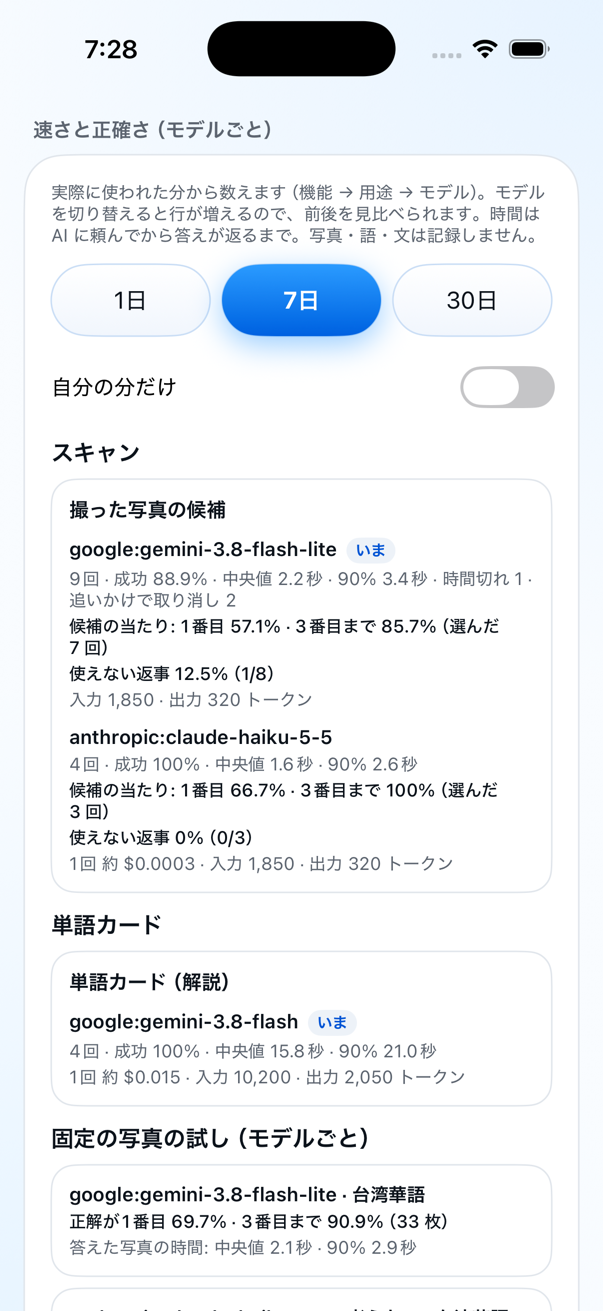 7:28
速さと正確さ（モデルごと）
実際に使われた分から数えます（機能 → 用途 → モデル）。モデル
を切り替えると行が増えるので、前後を見比べられます。時間は
AI に頼んでから答えが返るまで。写真・語・文は記録しません。
1日 7日 30日
自分の分だけ
スキャン
撮った写真の候補
google:gemini-3.8-flash-lite いま
9回 · 成功 88.9% · 中央値 2.2秒 · 90% 3.4秒 · 時間切れ 1 ·
追いかけで取り消し 2
候補の当たり: 1番目 57.1% · 3番目まで 85.7%（選んだ
7 回）
使えない返事 12.5%（1/8）
入力 1,850 · 出力 320 トークン
anthropic:claude-haiku-5-5
4回 · 成功 100% · 中央値 1.6秒 · 90% 2.6秒
候補の当たり: 1番目 66.7% · 3番目まで 100%（選んだ
3 回）
使えない返事 0%（0/3）
1回 約 $0.0003 · 入力 1,850 · 出力 320 トークン
単語カード
単語カード（解説）
google:gemini-3.8-flash いま
4回 · 成功 100% · 中央値 15.8秒 · 90% 21.0秒
1回 約 $0.015 · 入力 10,200 · 出力 2,050 トークン
固定の写真の試し（モデルごと）
google:gemini-3.8-flash-lite · 台湾華語
正解が1番目 69.7% · 3番目まで 90.9%（33 枚）
答えた写真の時間: 中央値 2.1秒 · 90% 2.9秒